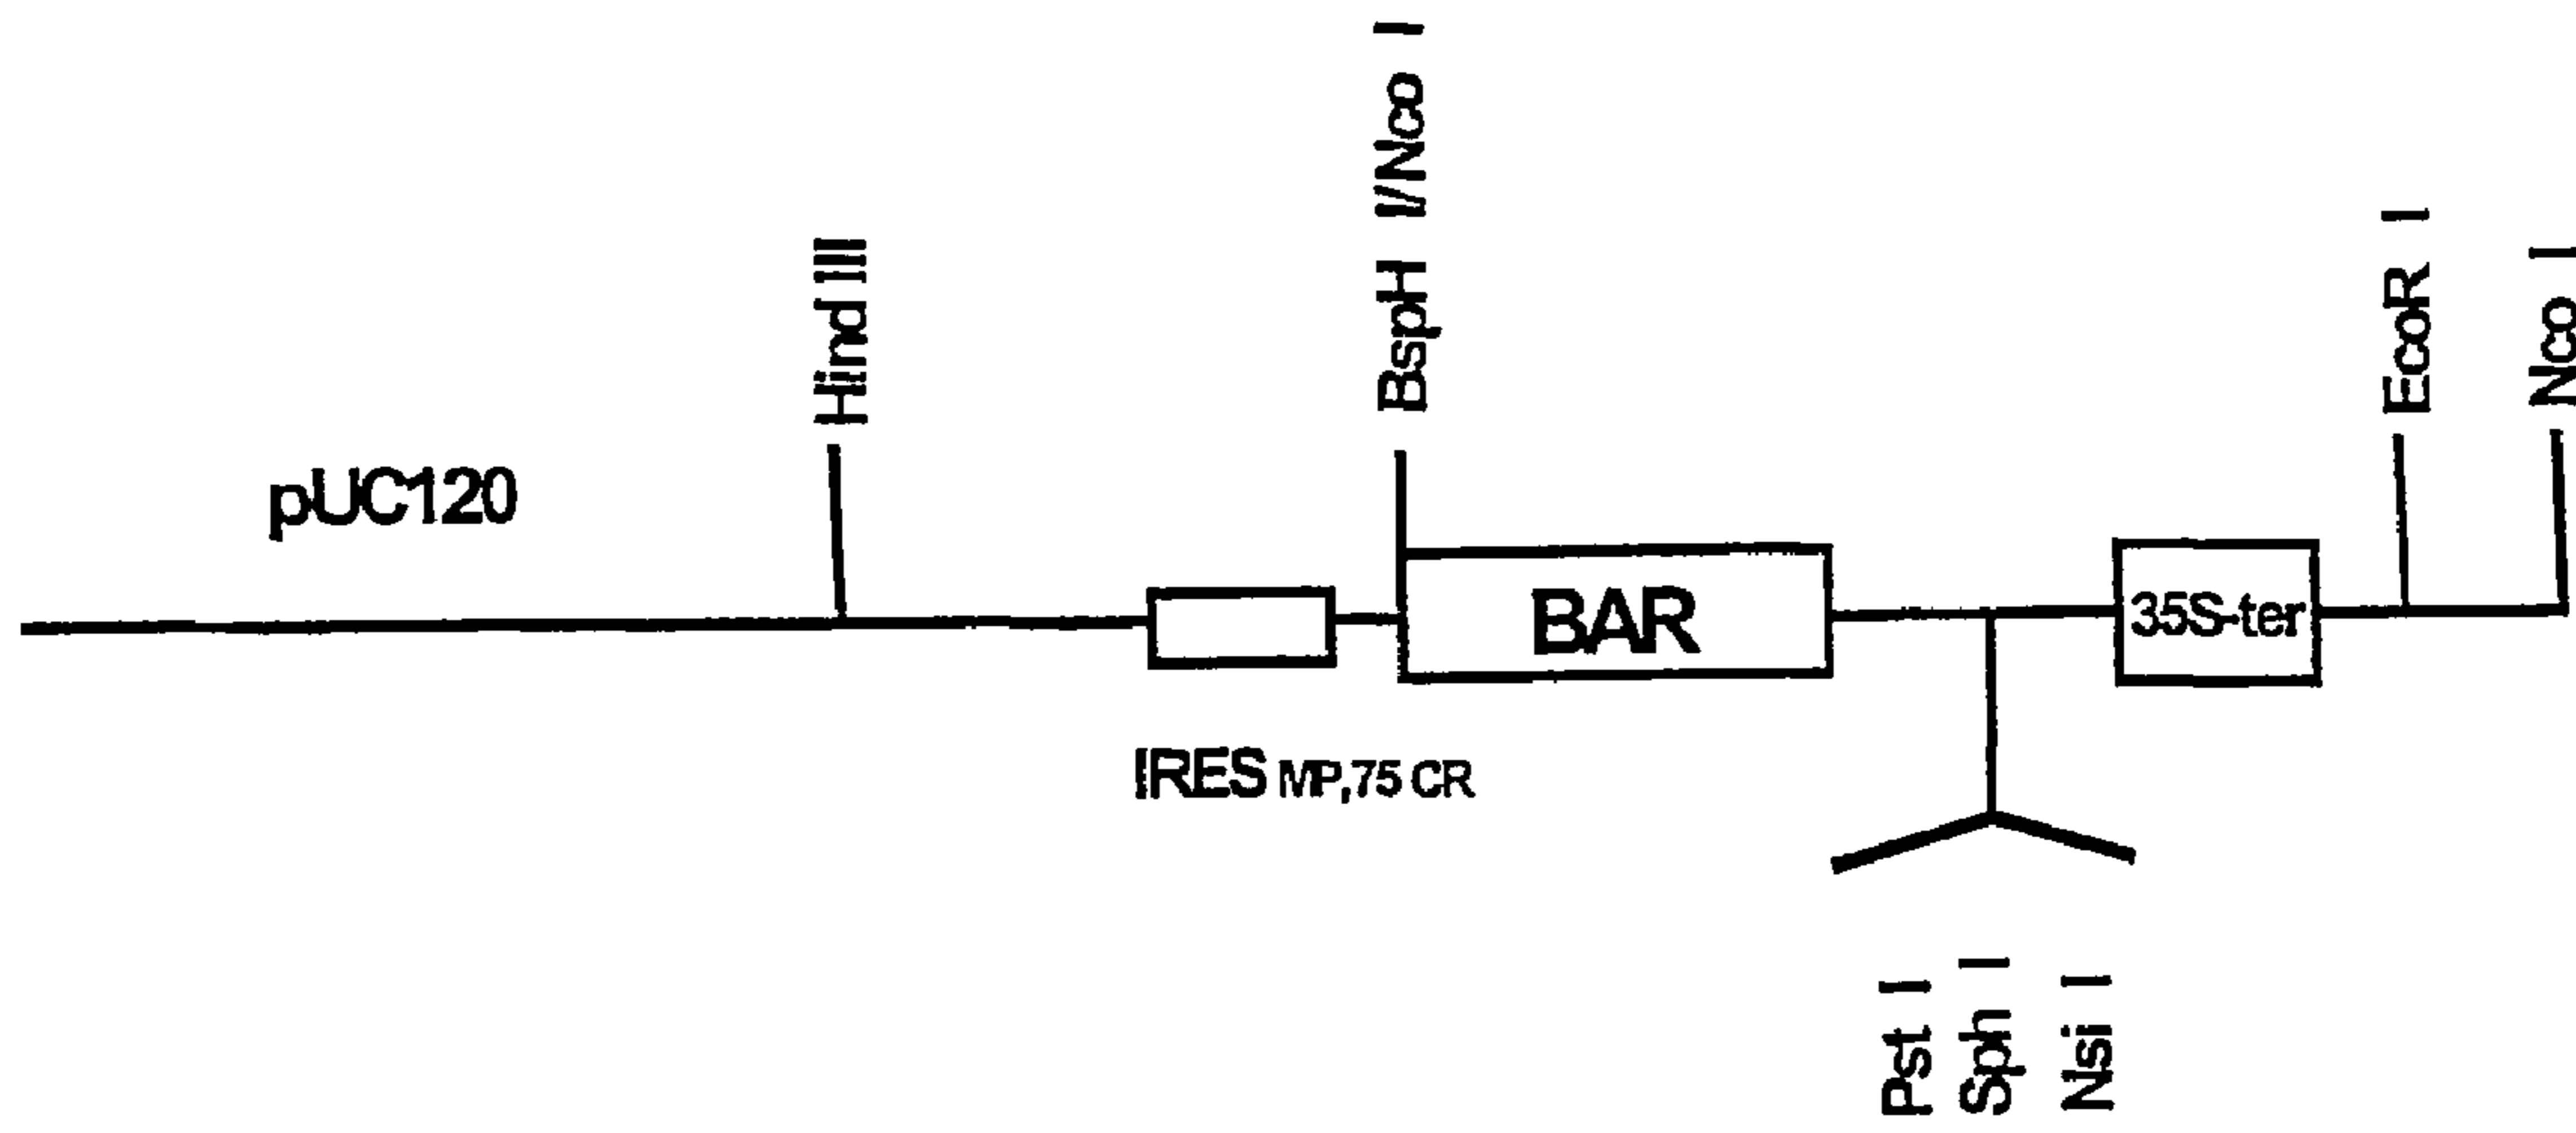 pUC120
Hind III
BspH I/Nco I
EcoR I
Nco I
BAR
35S-ter
IRES MP,75 CR
Pst I
Sph I
Nsi I